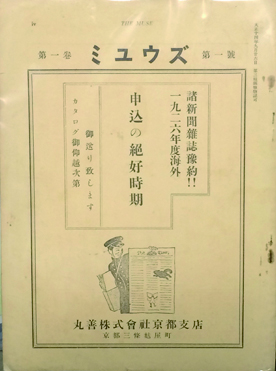 iv
THE MUSE
第一卷
ズウユミ
第一號
諸新聞雜誌豫約!!
一九二六年度海外
申込の絶好時期
御送り致します
カタログ御仰越次第
丸善株式會社京都支店
京都三條麩屋町